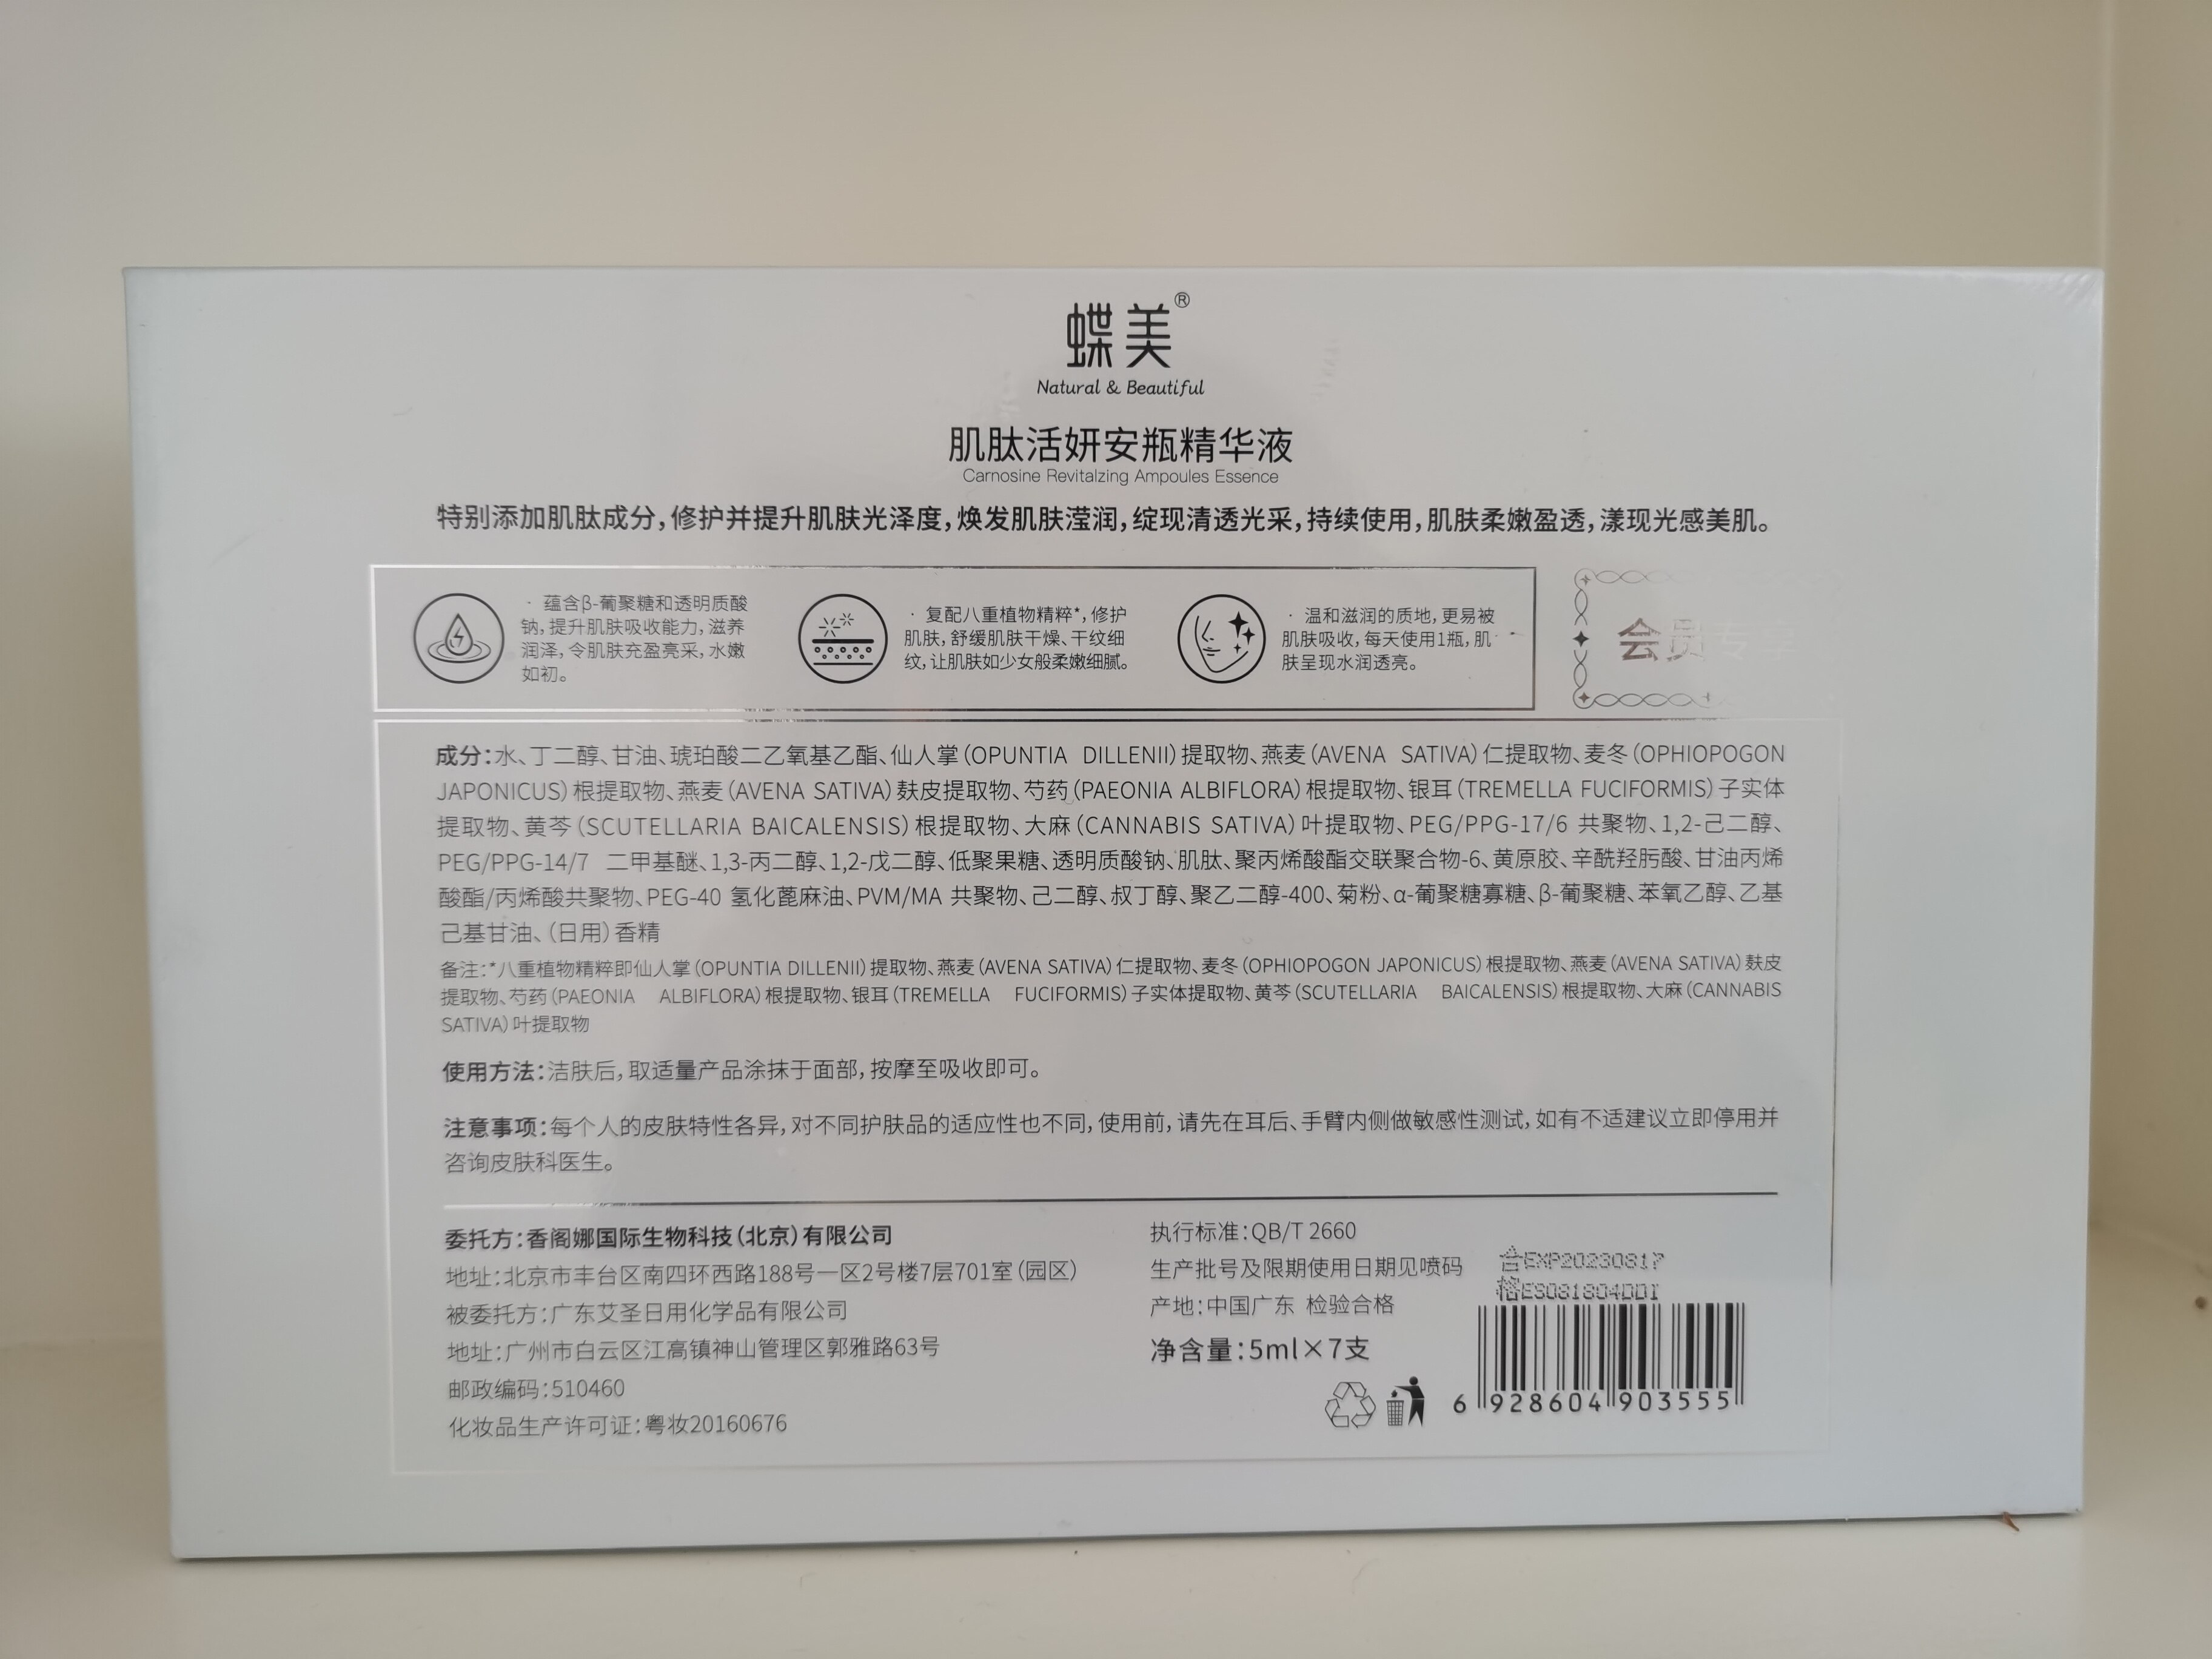 蝶美®
Natural & Beautiful
肌肽活妍安瓶精华液
Carnosine Revitalzing Ampoules Essence
特别添加肌肽成分,修护并提升肌肤光泽度,焕发肌肤滢润,绽现清透光采,持续使用,肌肤柔嫩盈透,漾现光感美肌。
· 蕴含β-葡聚糖和透明质酸
钠,提升肌肤吸收能力,滋养
润泽,令肌肤充盈亮采,水嫩
如初。
· 复配八重植物精粹*,修护
肌肤,舒缓肌肤干燥、干纹细
纹,让肌肤如少女般柔嫩细腻。
· 温和滋润的质地,更易被
肌肤吸收,每天使用1瓶,肌
肤呈现水润透亮。
会员专享
成分:水、丁二醇、甘油、琥珀酸二乙氧基乙酯、仙人掌(OPUNTIA DILLENII)提取物、燕麦(AVENA SATIVA)仁提取物、麦冬(OPHIOPOGON
JAPONICUS)根提取物、燕麦(AVENA SATIVA)麸皮提取物、芍药(PAEONIA ALBIFLORA)根提取物、银耳(TREMELLA FUCIFORMIS)子实体
提取物、黄芩(SCUTELLARIA BAICALENSIS)根提取物、大麻(CANNABIS SATIVA)叶提取物、PEG/PPG-17/6 共聚物、1,2-己二醇、
PEG/PPG-14/7 二甲基醚、1,3-丙二醇、1,2-戊二醇、低聚果糖、透明质酸钠、肌肽、聚丙烯酸酯交联聚合物-6、黄原胶、辛酰羟肟酸、甘油丙烯
酸酯/丙烯酸共聚物、PEG-40 氢化蓖麻油、PVM/MA 共聚物、己二醇、叔丁醇、聚乙二醇-400、菊粉、α-葡聚糖寡糖、β-葡聚糖、苯氧乙醇、乙基
己基甘油、(日用)香精
备注:*八重植物精粹即仙人掌(OPUNTIA DILLENII)提取物、燕麦(AVENA SATIVA)仁提取物、麦冬(OPHIOPOGON JAPONICUS)根提取物、燕麦(AVENA SATIVA)麸皮
提取物、芍药(PAEONIA ALBIFLORA)根提取物、银耳(TREMELLA FUCIFORMIS)子实体提取物、黄芩(SCUTELLARIA BAICALENSIS)根提取物、大麻(CANNABIS
SATIVA)叶提取物
使用方法:洁肤后,取适量产品涂抹于面部,按摩至吸收即可。
注意事项:每个人的皮肤特性各异,对不同护肤品的适应性也不同,使用前,请先在耳后、手臂内侧做敏感性测试,如有不适建议立即停用并
咨询皮肤科医生。
委托方:香阁娜国际生物科技(北京)有限公司
地址:北京市丰台区南四环西路188号一区2号楼7层701室(园区)
被委托方:广东艾圣日用化学品有限公司
地址:广州市白云区江高镇神山管理区郭雅路63号
邮政编码:510460
化妆品生产许可证:粤妆20160676
执行标准:QB/T 2660
生产批号及限期使用日期见喷码
产地:中国广东 检验合格
净含量:5ml×7支
合EXP20230817
格ES081804DD1
6 928604 903555